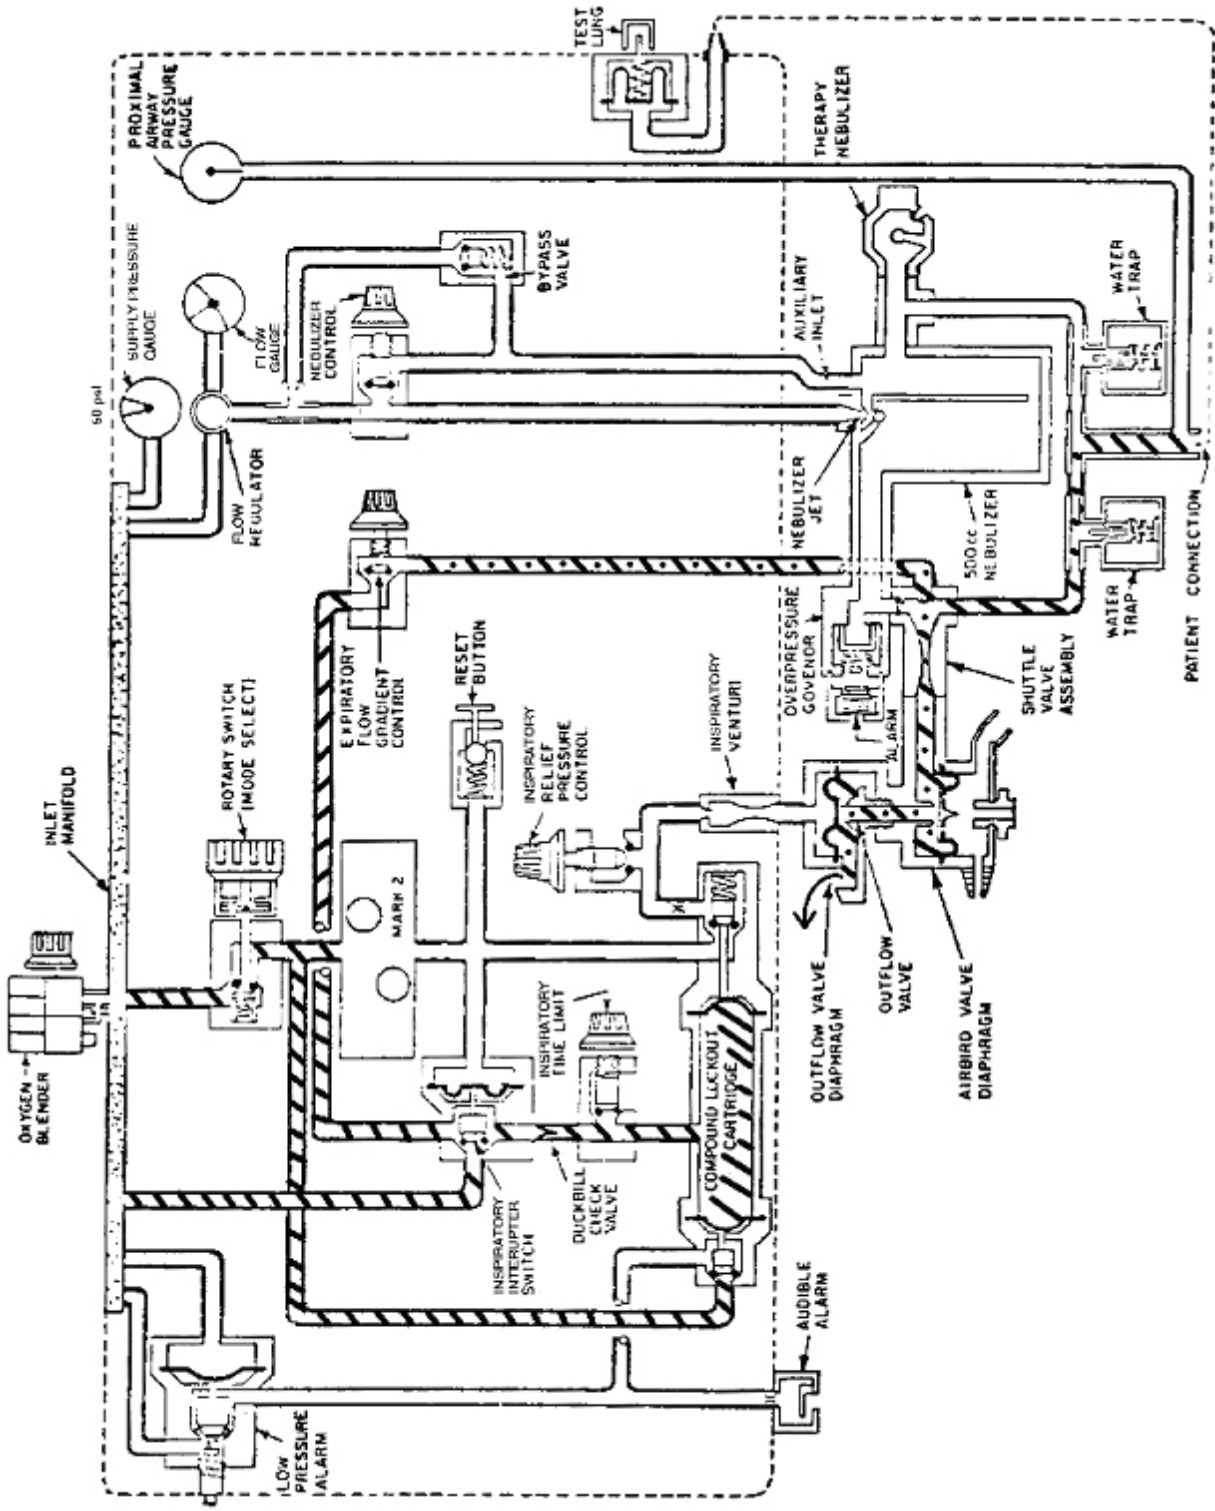 OXYGEN
BLENDER
INLET
MANIFOLD
ROTARY SWITCH
(MODE SELECT)
60 psi
SUPPLY PRESSURE
GAUGE
PROXIMAL
AIRWAY
PRESSURE
GAUGE
FLOW
REGULATOR
FLOW
GAUGE
NEBULIZER
CONTROL
BYPASS
VALVE
TEST
LUNG
LOW
PRESSURE
ALARM
MARK 2
EXPIRATORY
FLOW
GRADIENT
CONTROL
RESET
BUTTON
INSPIRATORY
INTERUPTER
SWITCH
INSPIRATORY
TIME LIMIT
INSPIRATORY
RELIEF
PRESSURE
CONTROL
DUCKBILL
CHECK
VALVE
COMPOUND LOCKOUT
CARTRIDGE
INSPIRATORY
VENTURI
OVERPRESSURE
GOVENOR
ALARM
NEBULIZER
JET
AUXILIARY
INLET
THERAPY
NEBULIZER
AUDIBLE
ALARM
OUTFLOW VALVE
DIAPHRAGM
OUTFLOW
VALVE
AIRBIRD VALVE
DIAPHRAGM
SHUTTLE
VALVE
ASSEMBLY
500cc
NEBULIZER
WATER
TRAP
WATER
TRAP
PATIENT CONNECTION